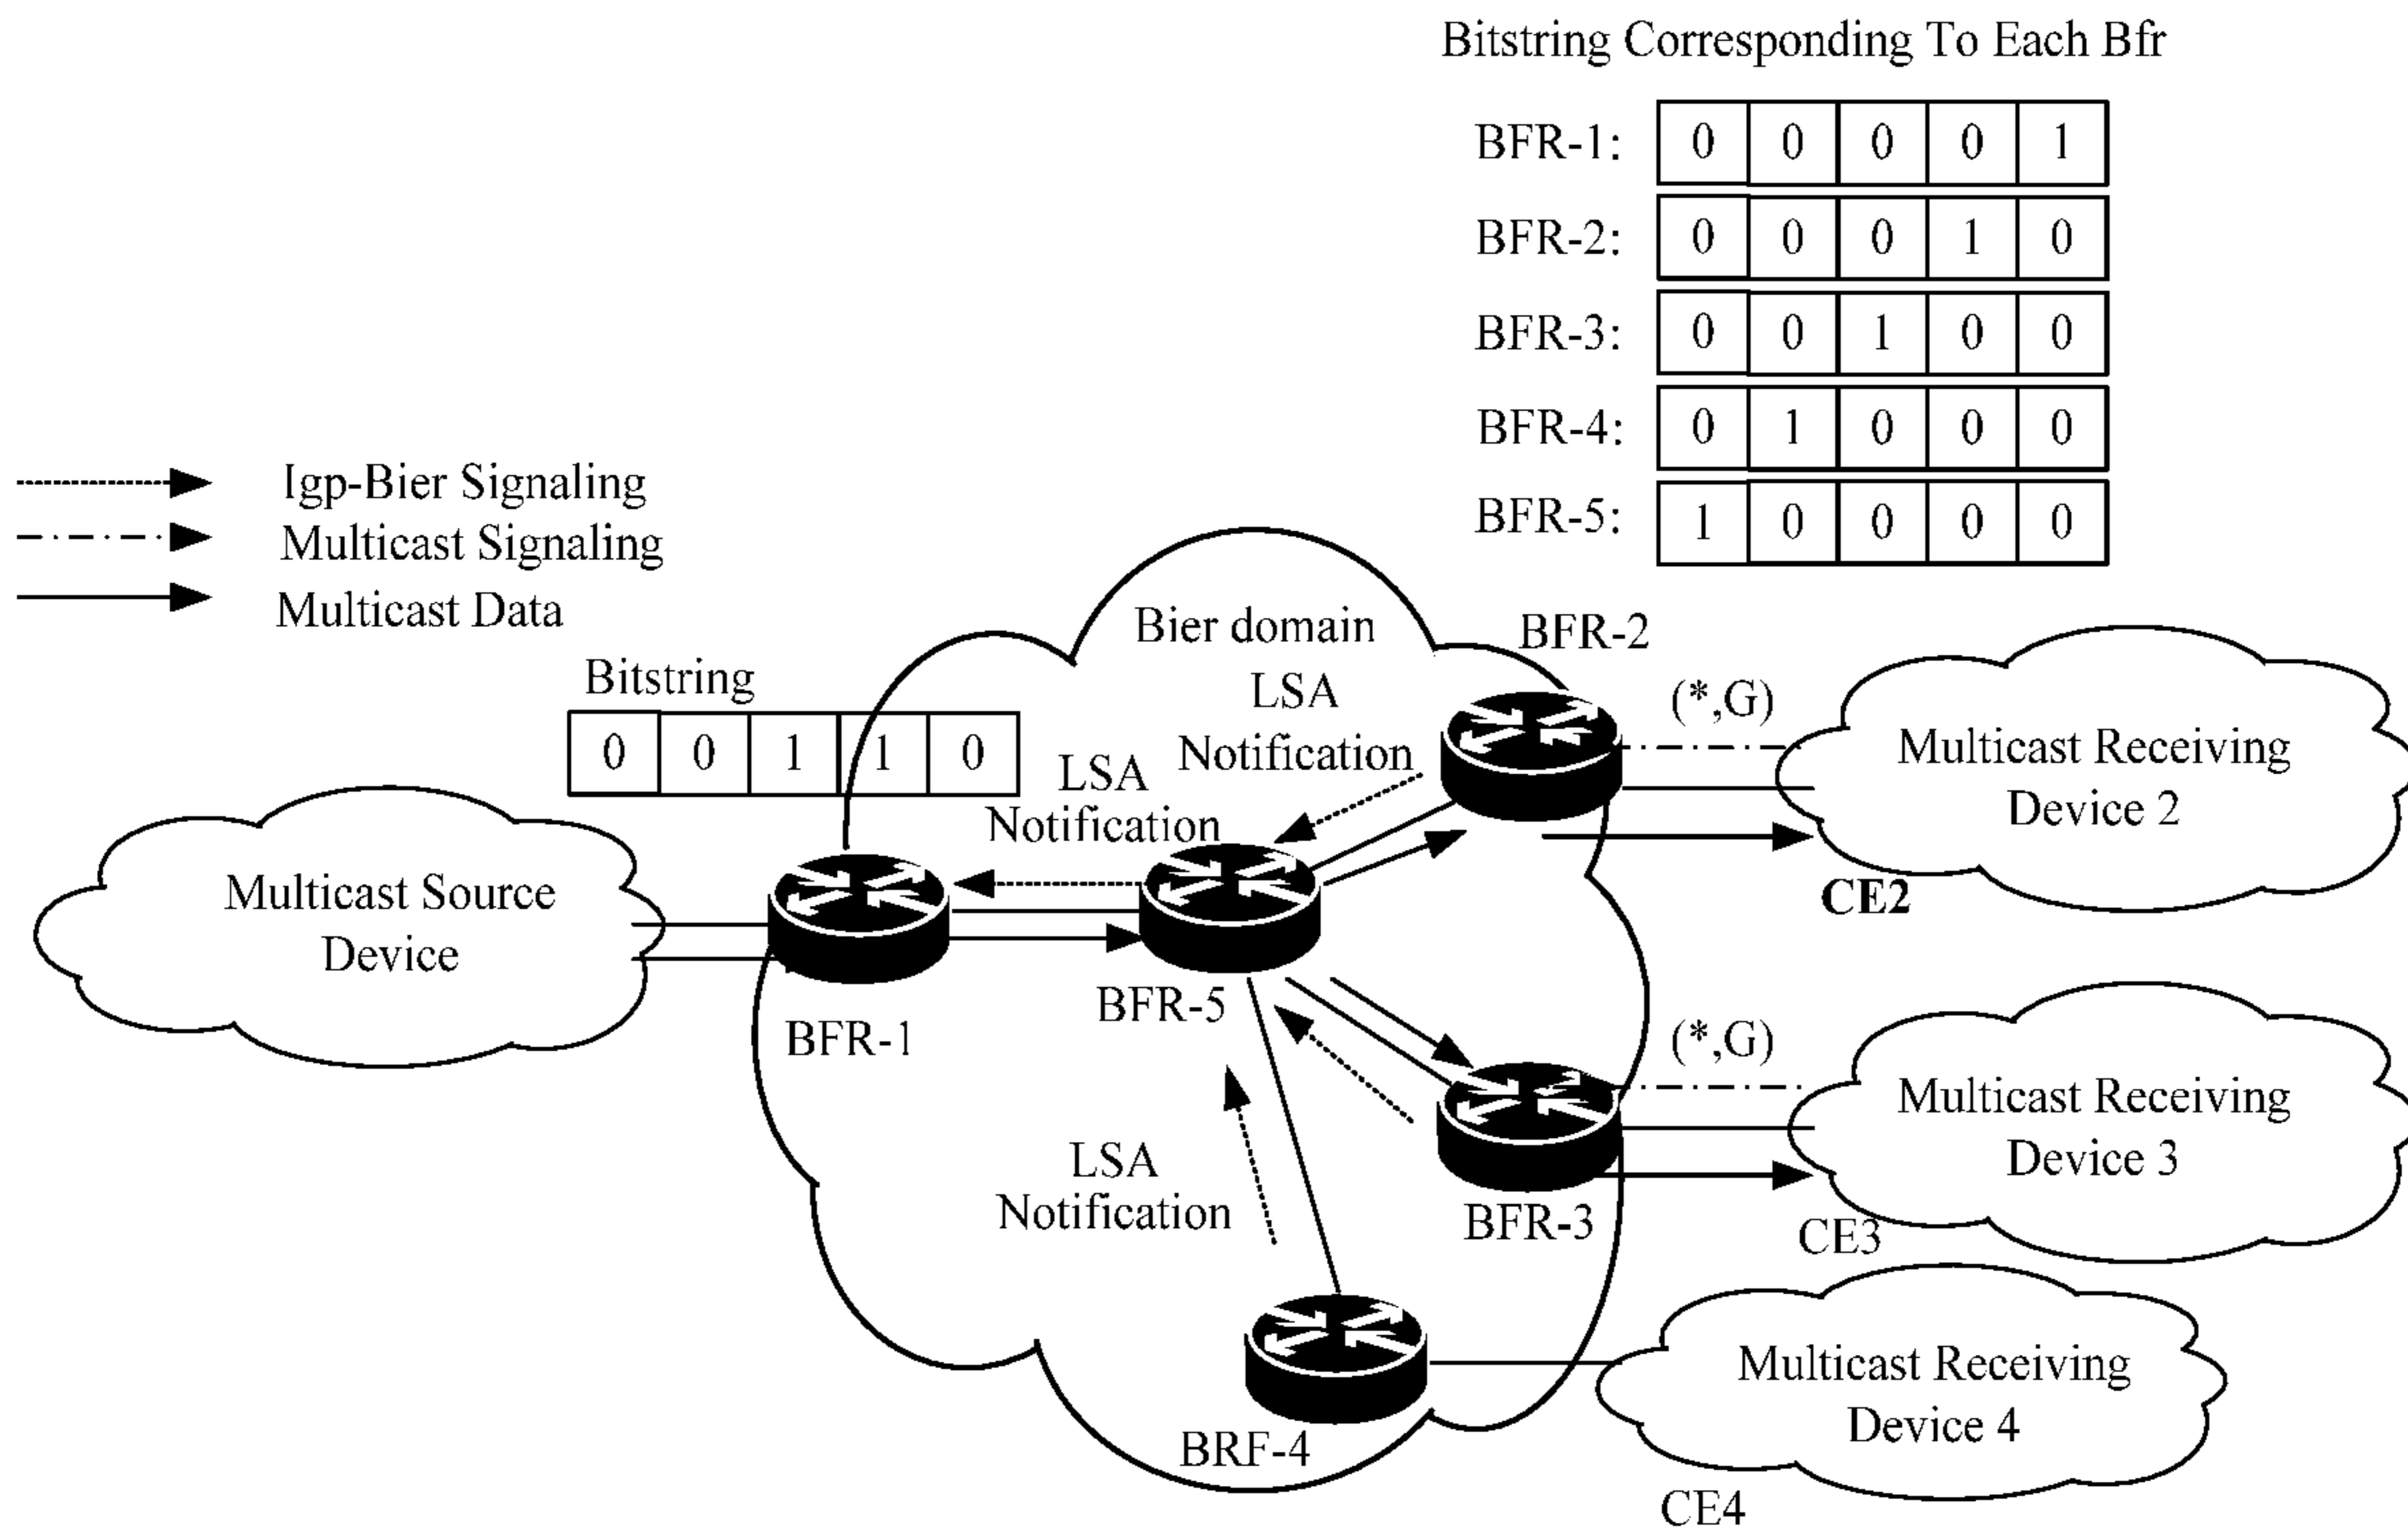 Bitstring Corresponding To Each Bfr
BFR-1: 0 0 0 0 1
BFR-2: 0 0 0 1 0
BFR-3: 0 0 1 0 0
BFR-4: 0 1 0 0 0
BFR-5: 1 0 0 0 0
Igp-Bier Signaling
Multicast Signaling
Multicast Data
Bitstring
0 0 1 1 0
Bier domain
LSA
Notification
LSA
Notification
BFR-2
(*,G)
Multicast Receiving
Device 2
CE2
Multicast Source
Device
BFR-1
BFR-5
(*,G)
Multicast Receiving
Device 3
CE3
LSA
Notification
BFR-3
BRF-4
Multicast Receiving
Device 4
CE4